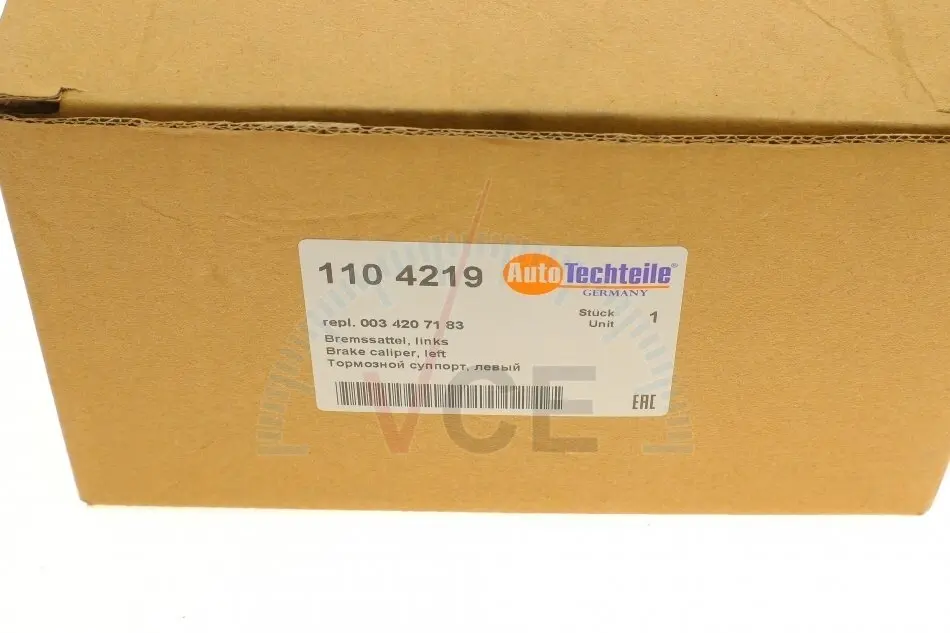 110 4219
AutoTechteile®
GERMANY
repl. 003 420 71 83
Stück 1
Unit
Bremssattel, links
Brake caliper, left
Тормозной суппорт, левый
EAC
VCE